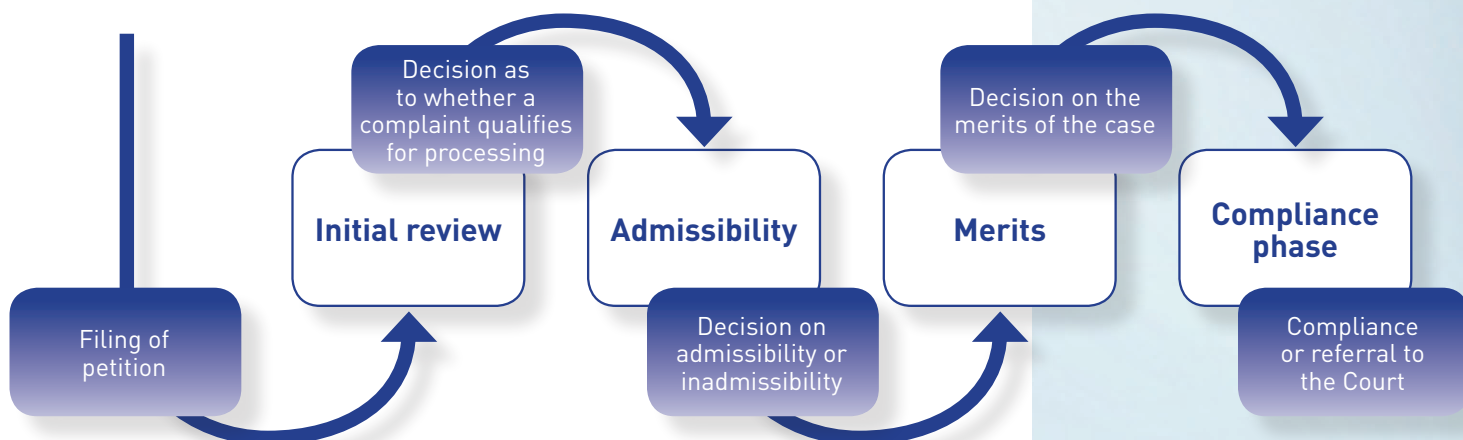 Filing of
petition
Initial review
Decision as
to whether a
complaint qualifies
for processing
Admissibility
Decision on
admissibility or
inadmissibility
Merits
Decision on the
merits of the case
Compliance
phase
Compliance
or referral to
the Court